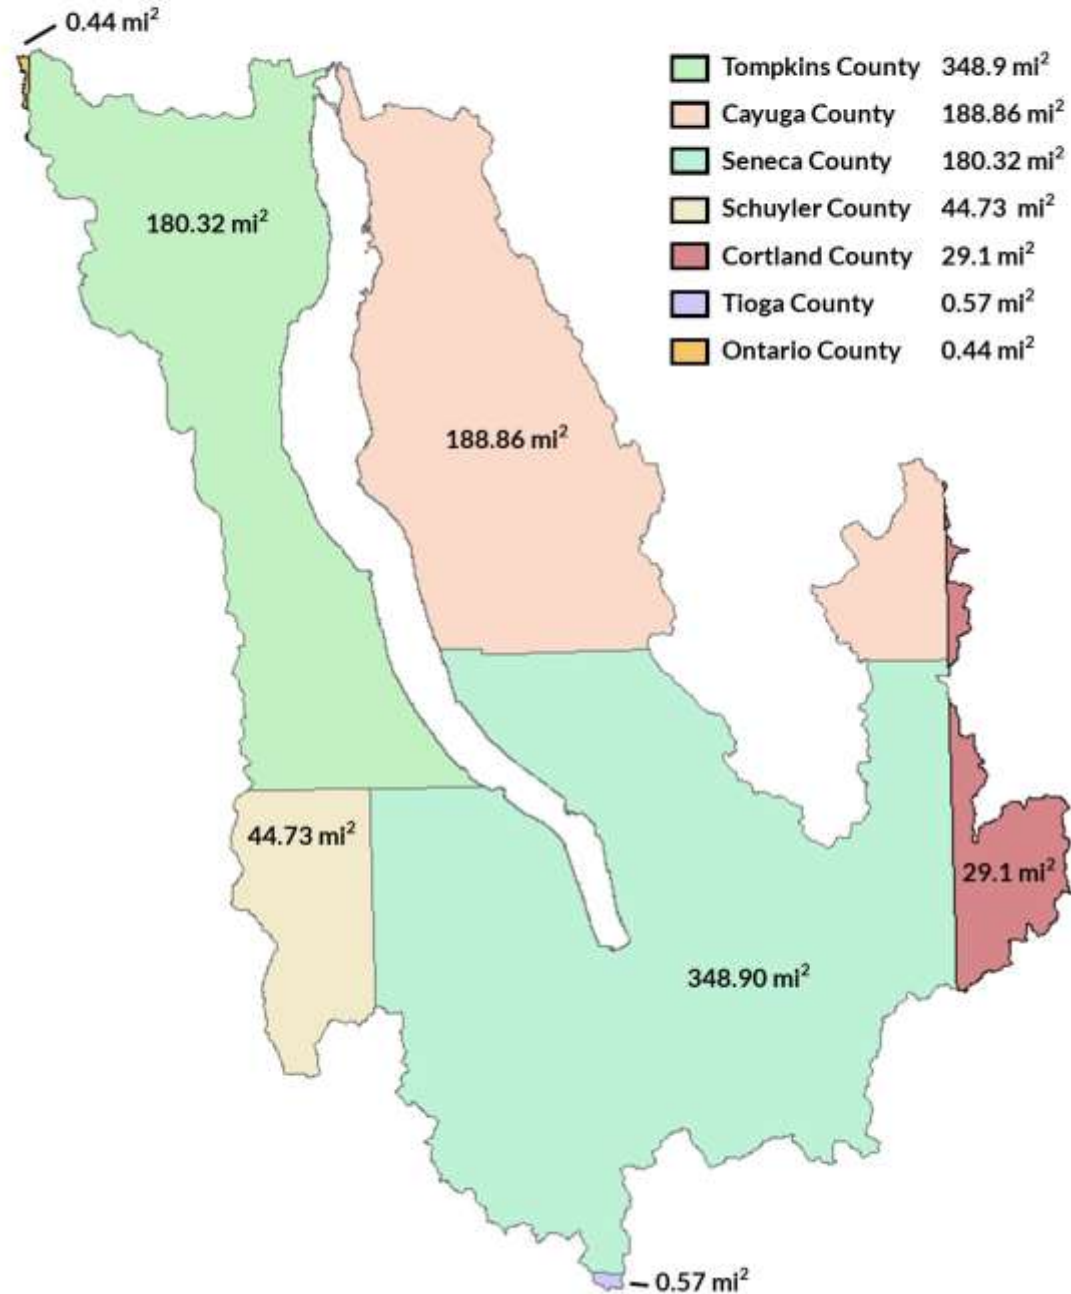 0.44 mi²
Tompkins County 348.9 mi²
Cayuga County 188.86 mi²
Seneca County 180.32 mi²
Schuyler County 44.73 mi²
Cortland County 29.1 mi²
Tioga County 0.57 mi²
Ontario County 0.44 mi²
180.32 mi²
188.86 mi²
44.73 mi²
29.1 mi²
348.90 mi²
0.57 mi²